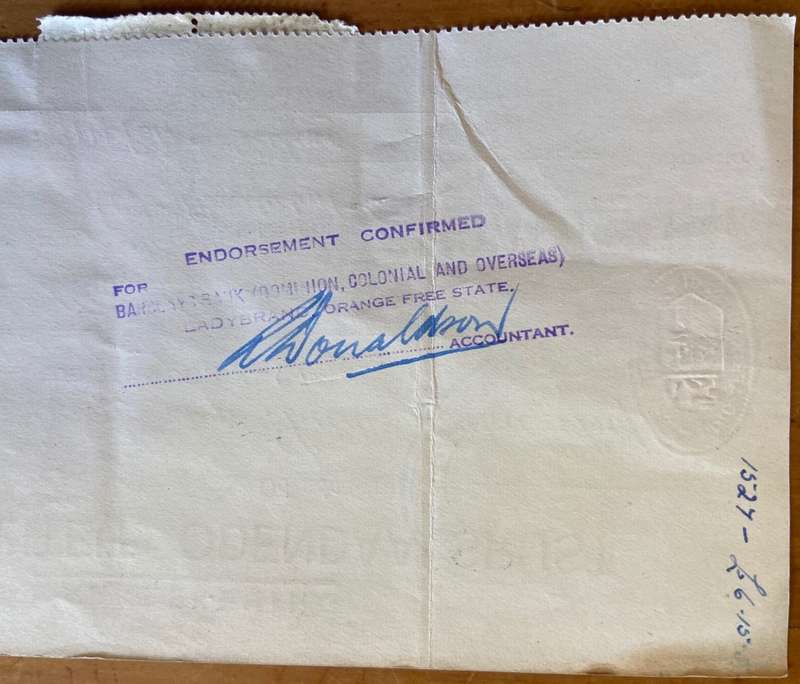 ENDORSEMENT CONFIRMED
FOR
BARCLAYS BANK (DOMINION, COLONIAL AND OVERSEAS)
LADYBRAND, ORANGE FREE STATE.
Donaldson
ACCOUNTANT.
1527 - £6.15